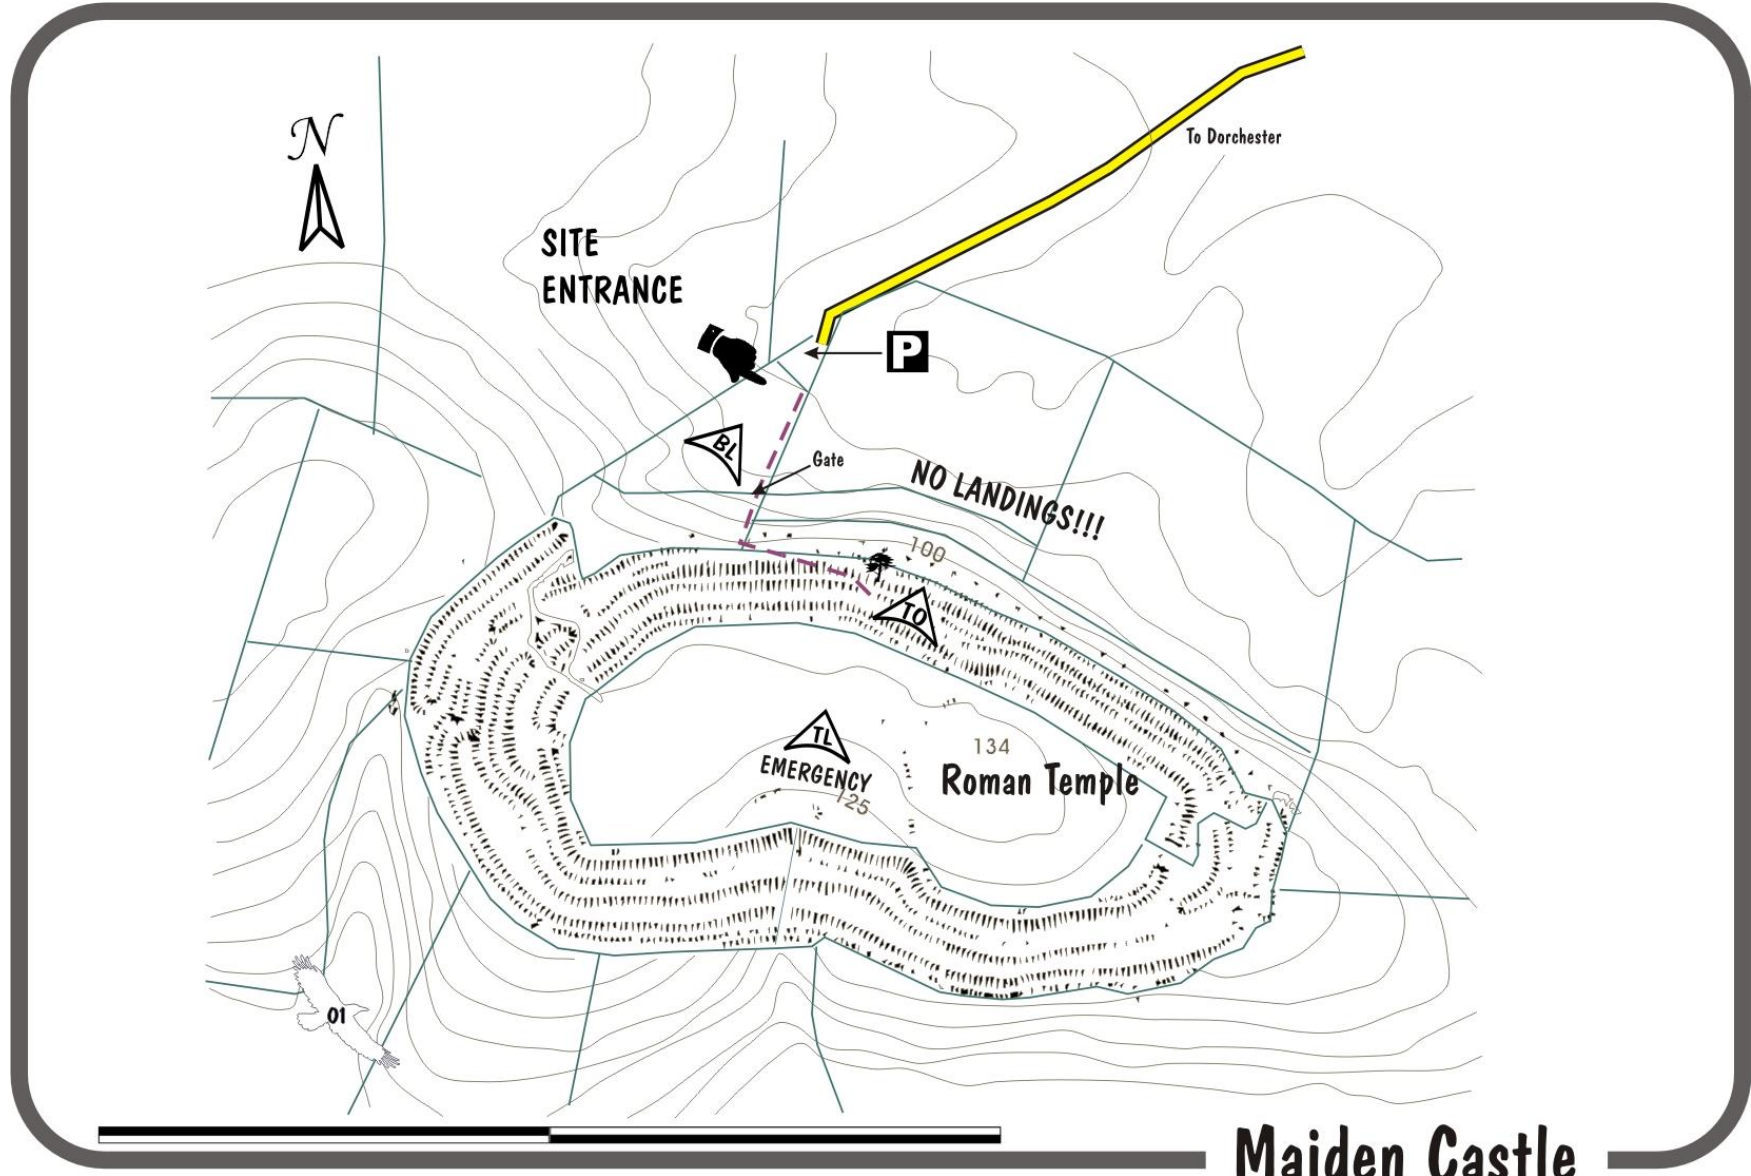 N
To Dorchester
SITE
ENTRANCE
P
BL
Gate
NO LANDINGS!!!
100
TO
TL
EMERGENCY
134
Roman Temple
125
01
Maiden Castle